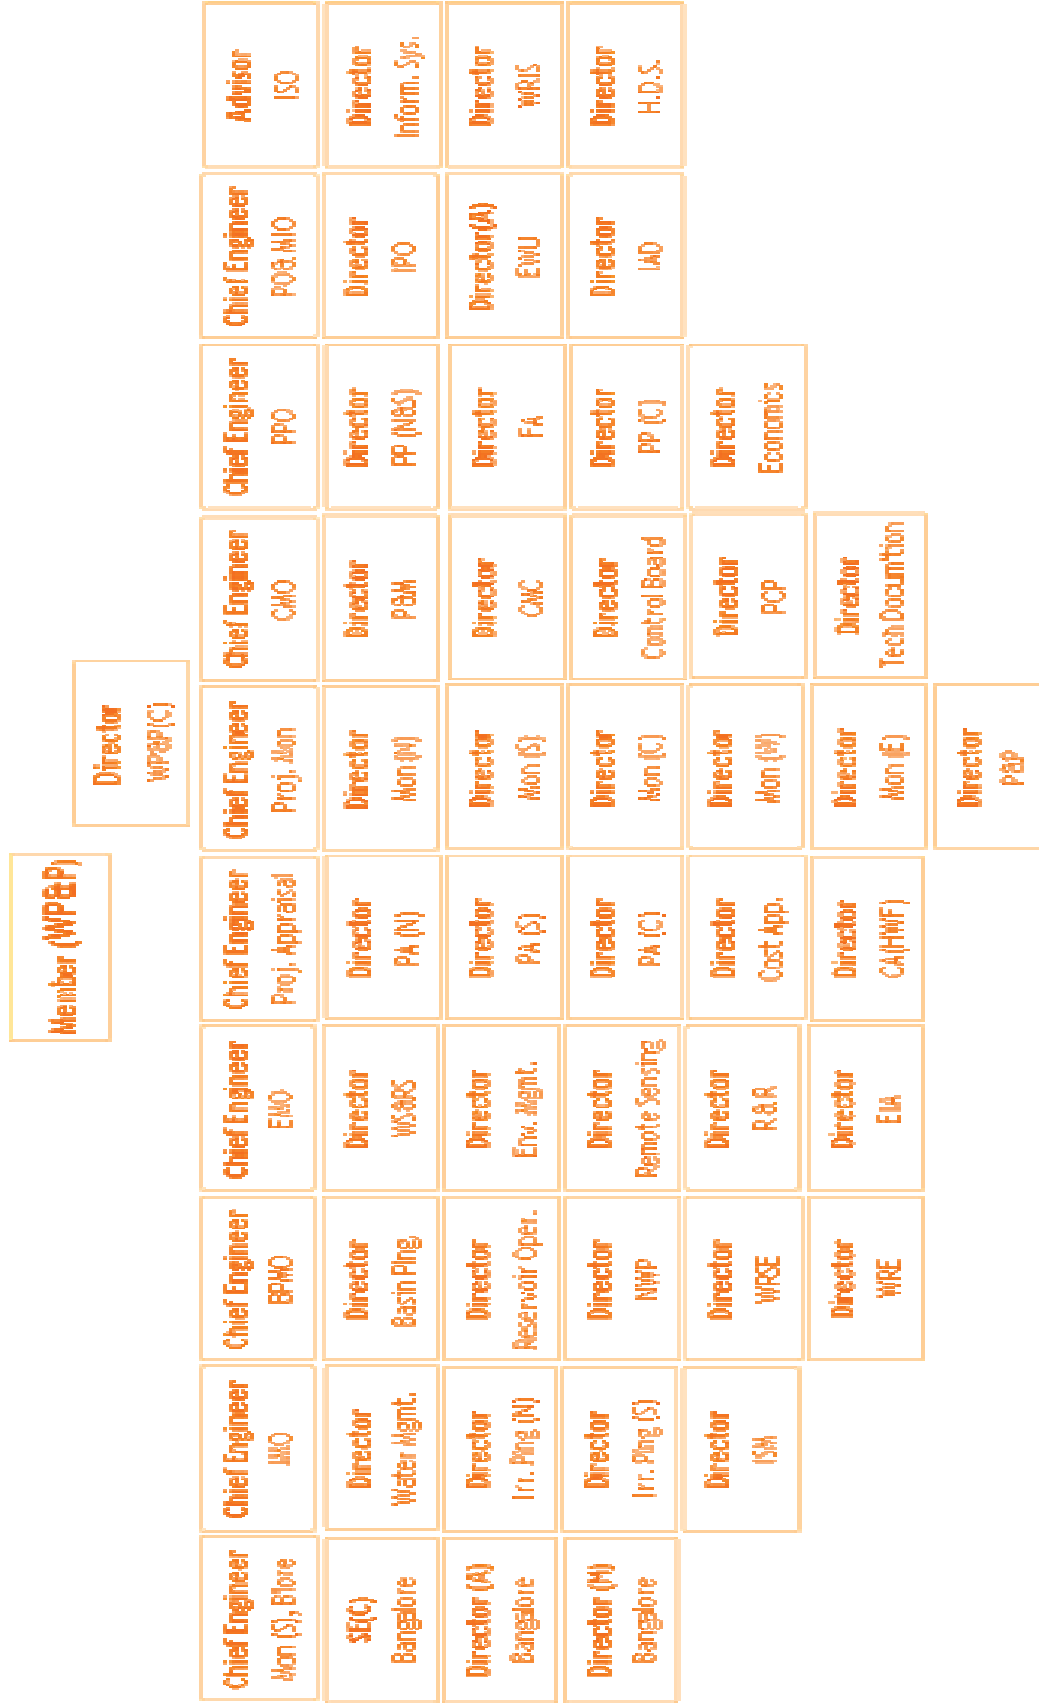 Member (WP&P)
Director
WP&P(C)
Chief Engineer
Mon (S), B'lore
SE(C)
Bangalore
Director (A)
Bangalore
Director (M)
Bangalore
Chief Engineer
IMO
Director
Water Mgmt.
Director
Irr. Plng (N)
Director
Irr. Plng (S)
Director
ISM
Chief Engineer
BPMO
Director
Basin Plng.
Director
Reservoir Oper.
Director
NWP
Director
WRSE
Director
WRE
Chief Engineer
EMO
Director
WS&RS
Director
Env. Mgmt.
Director
Remote Sensing
Director
R & R
Director
EIA
Chief Engineer
Proj. Appraisal
Director
PA (N)
Director
PA (S)
Director
PA (C)
Director
Cost App.
Director
CA(HWF)
Chief Engineer
Proj. Mon
Director
Mon (N)
Director
Mon (S)
Director
Mon (C)
Director
Mon (W)
Director
Mon (E)
Director
P&P
Chief Engineer
CMO
Director
P&M
Director
CMC
Director
Control Board
Director
PCP
Director
Tech Docum'tion
Chief Engineer
PPO
Director
PP (N&S)
Director
FA
Director
PP (C)
Director
Economics
Chief Engineer
PO& MIO
Director
IPO
Director(A)
EWU
Director
IAD
Advisor
ISO
Director
Inform. Sys.
Director
WRIS
Director
H.D.S.